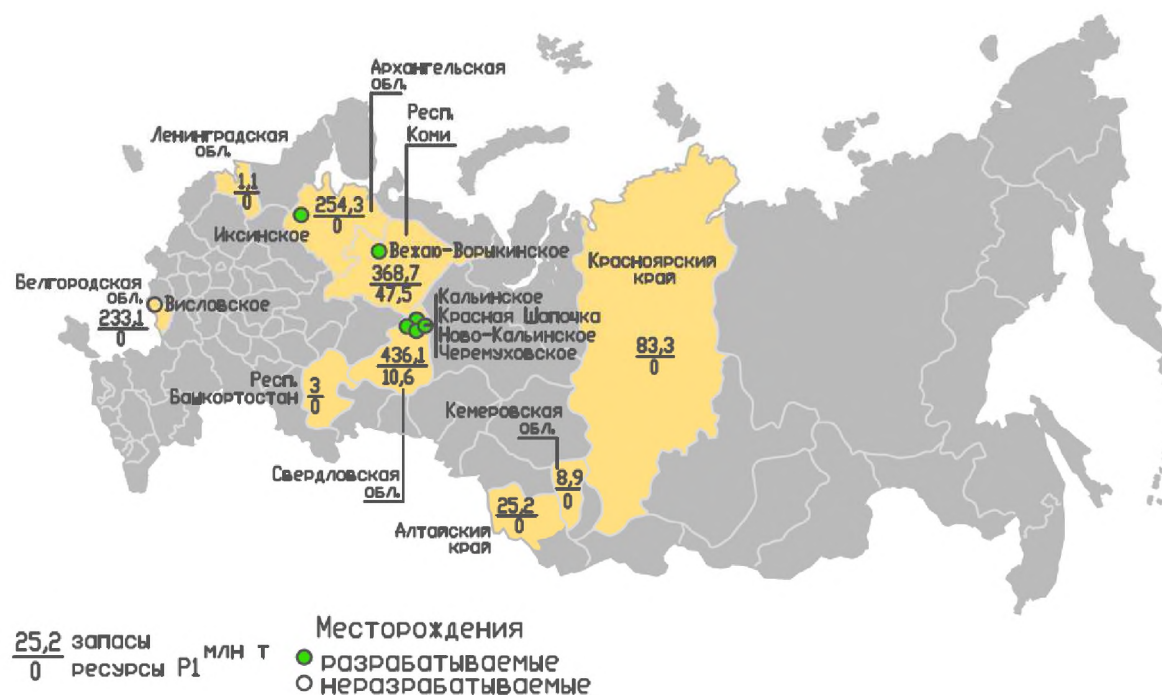 Архангельская
обл.
Респ.
Коми
Ленинградская
обл.
1,1
0
254,3
0
Иксинское
Вежаю-Ворыкинское
368,7
47,5
Красноярский
край
83,3
0
Белгородская
обл.
233,1
0
Висловское
Кальинское
Красная Шапочка
Ново-Кальинское
Черемуховское
436,1
10,6
Респ.
Башкортостан
3
0
Кемеровская
обл.
8,9
0
Свердловская
обл.
25,2
0
Алтайский
край
25,2 запасы
0 ресурсы Р1
млн т
Месторождения
разрабатываемые
неразрабатываемые